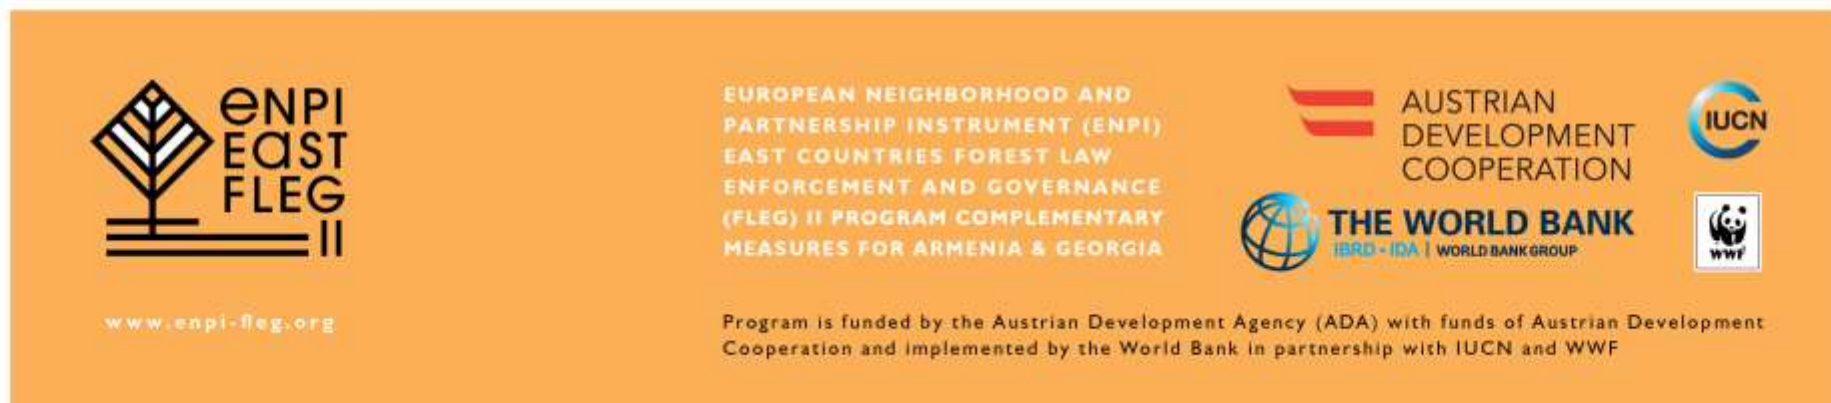 eNPI
EaST
FLEG
II
www.enpi-fleg.org
EUROPEAN NEIGHBORHOOD AND
PARTNERSHIP INSTRUMENT (ENPI)
EAST COUNTRIES FOREST LAW
ENFORCEMENT AND GOVERNANCE
(FLEG) II PROGRAM COMPLEMENTARY
MEASURES FOR ARMENIA & GEORGIA
AUSTRIAN
DEVELOPMENT
COOPERATION
IUCN
THE WORLD BANK
IBRD • IDA | WORLD BANK GROUP
WWF
Program is funded by the Austrian Development Agency (ADA) with funds of Austrian Development
Cooperation and implemented by the World Bank in partnership with IUCN and WWF